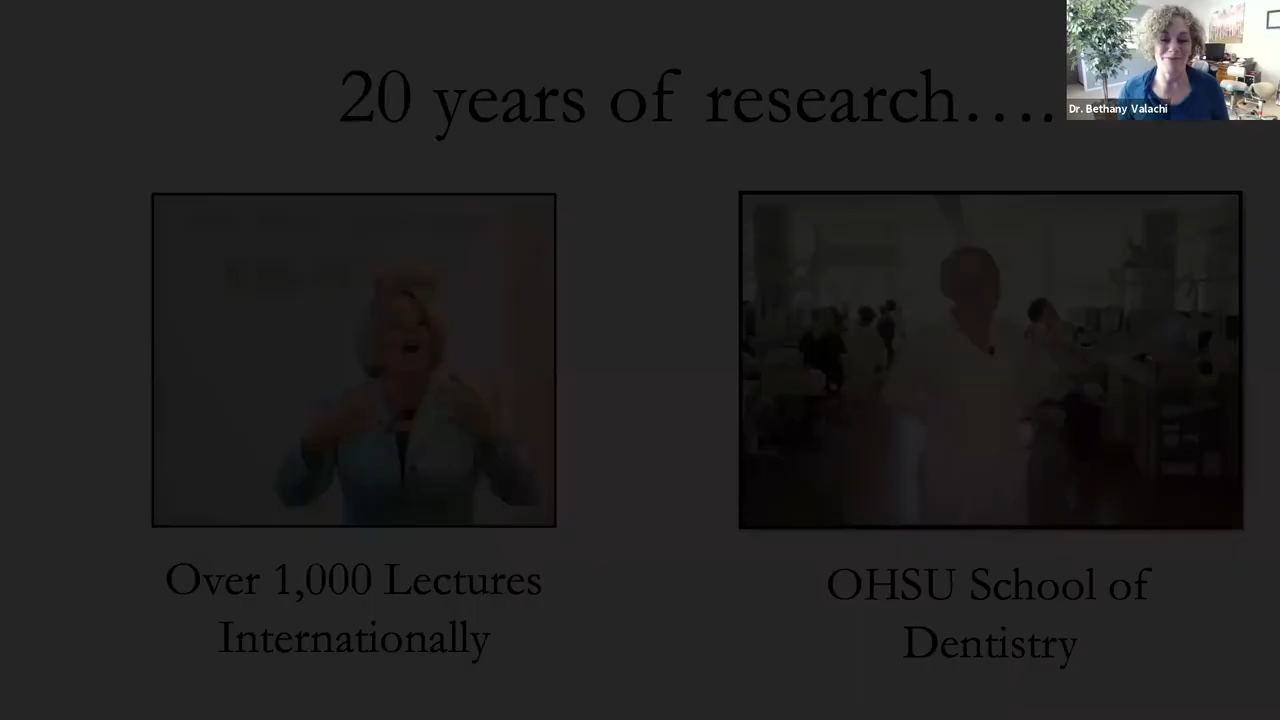 20 years of research….
Dr. Bethany Valachi
Over 1,000 Lectures
Internationally
OHSU School of
Dentistry